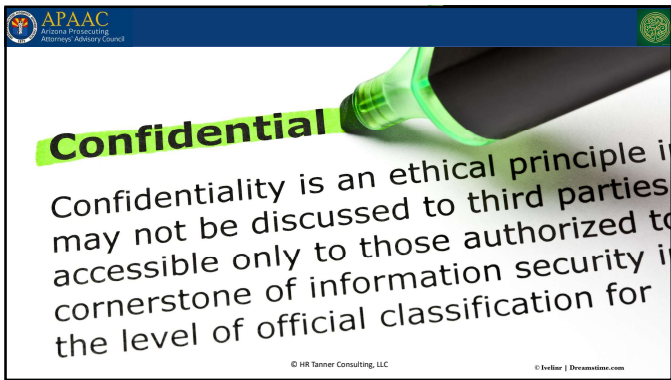 APAAC
Arizona Prosecuting
Attorneys' Advisory Council
Confidential
Confidentiality is an ethical principle
may not be discussed to third parties
accessible only to those authorized
cornerstone of information security
the level of official classification for
© HR Tanner Consulting, LLC
© Ivelinr | Dreamstime.com